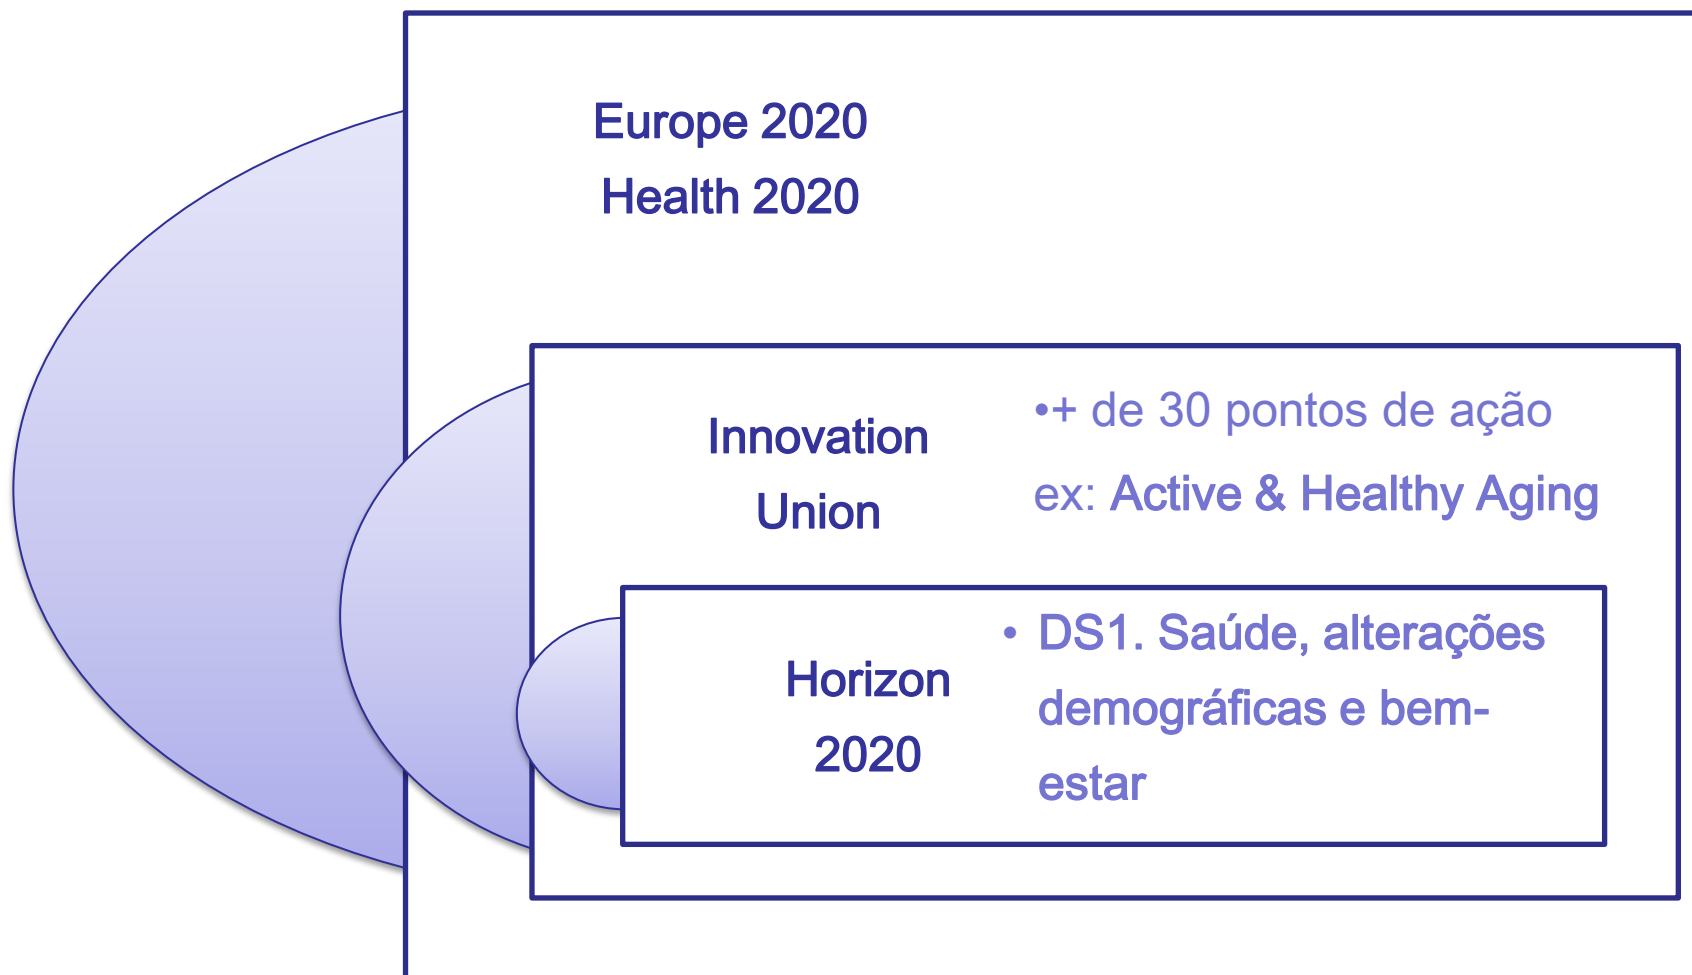 Europe 2020
Health 2020
Innovation
Union
•+ de 30 pontos de ação
ex: Active & Healthy Aging
Horizon
2020
• DS1. Saúde, alterações
demográficas e bem-
estar